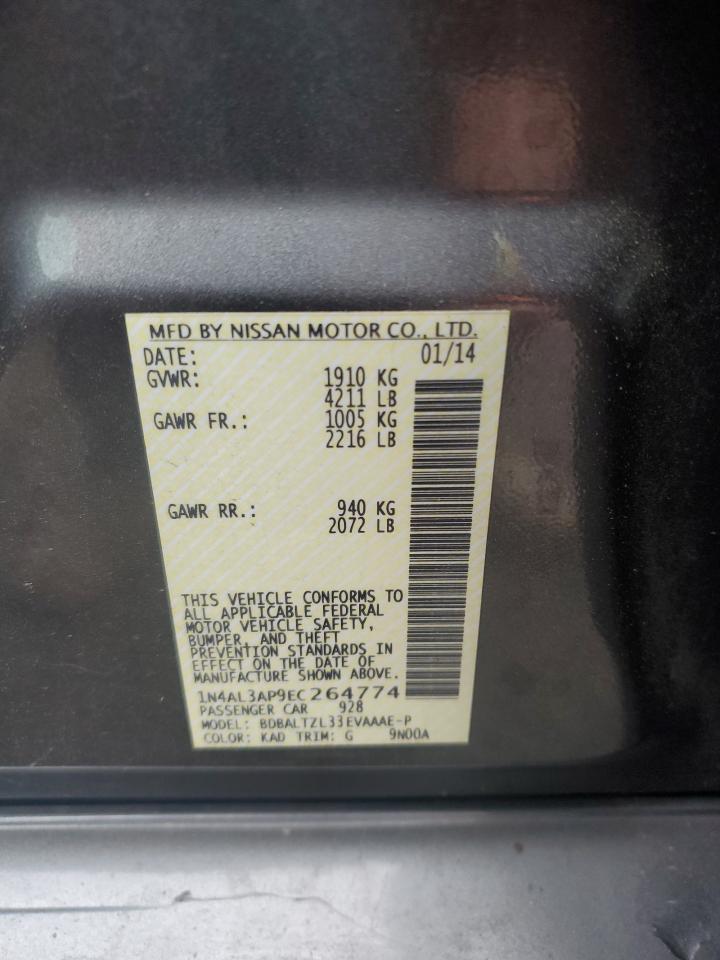 MFD BY NISSAN MOTOR CO., LTD.
DATE: 01/14
GVWR: 1910 KG
4211 LB
GAWR FR.: 1005 KG
2216 LB
GAWR RR.: 940 KG
2072 LB
THIS VEHICLE CONFORMS TO
ALL APPLICABLE FEDERAL
MOTOR VEHICLE SAFETY,
BUMPER, AND THEFT
PREVENTION STANDARDS IN
EFFECT ON THE DATE OF
MANUFACTURE SHOWN ABOVE.
1N4AL3AP9EC264774
PASSENGER CAR 928
MODEL: BDBALTZL33EVAAAE-P
COLOR: KAD TRIM: G 9N00A